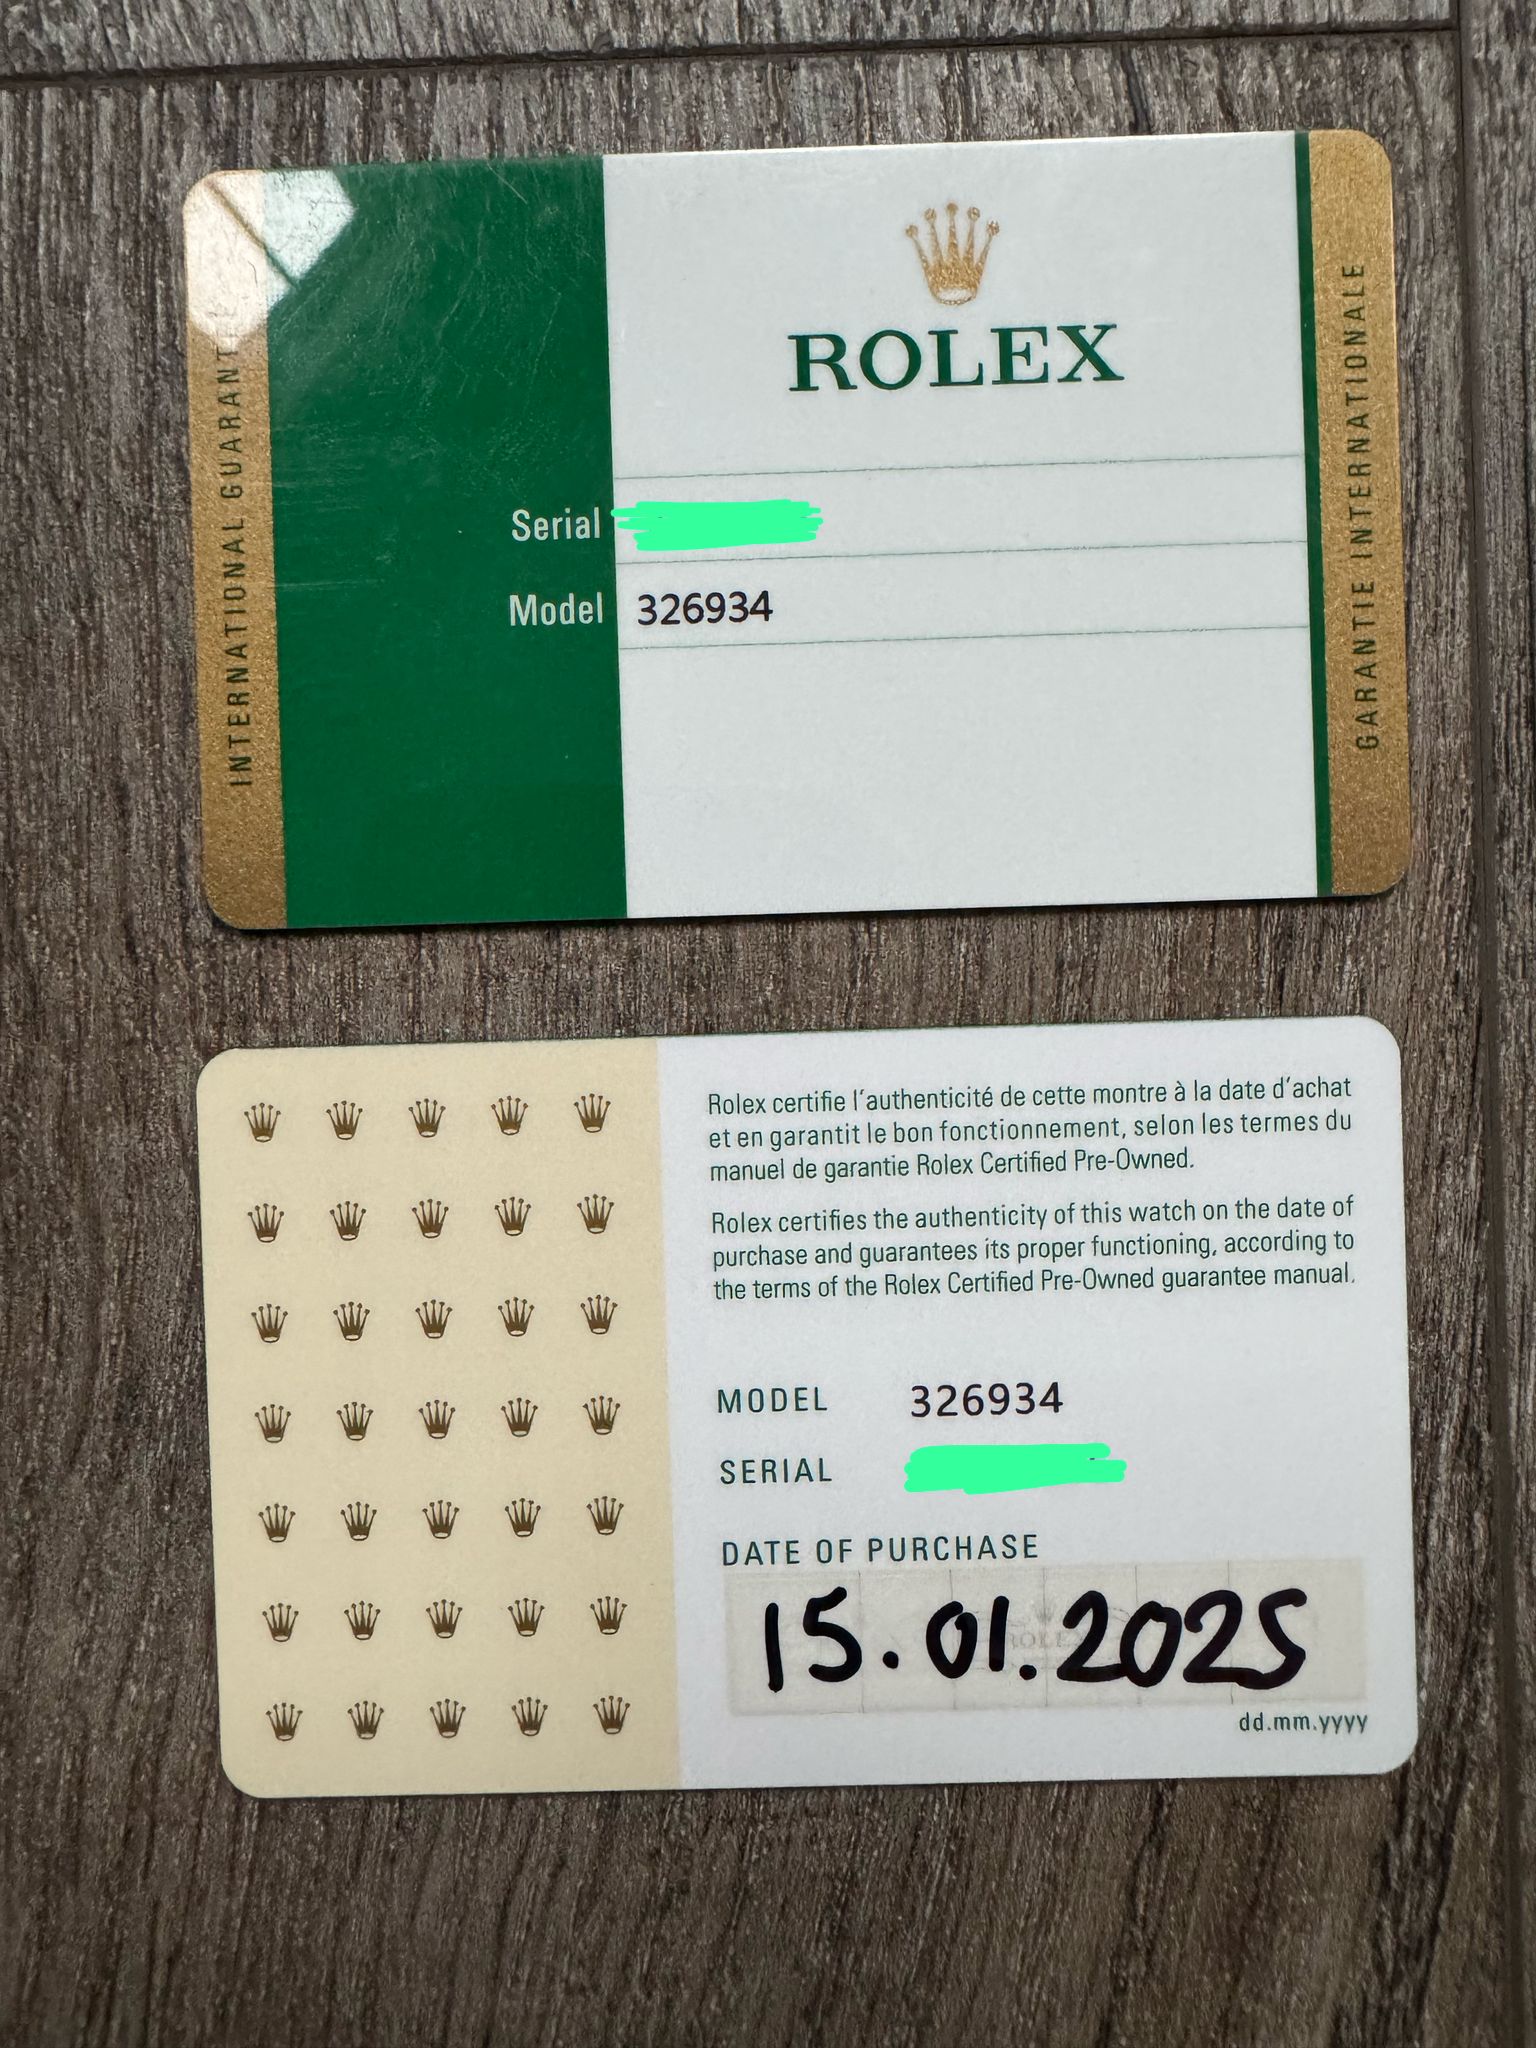 ROLEX
INTERNATIONAL GUARANT
GARANTIE INTERNATIONALE
Serial
Model 326934
Rolex certifie l'authenticité de cette montre à la date d'achat
et en garantit le bon fonctionnement, selon les termes du
manuel de garantie Rolex Certified Pre-Owned.
Rolex certifies the authenticity of this watch on the date of
purchase and guarantees its proper functioning, according to
the terms of the Rolex Certified Pre-Owned guarantee manual.
MODEL 326934
SERIAL
DATE OF PURCHASE
15.01.2025
ROLEX
dd.mm.yyyy